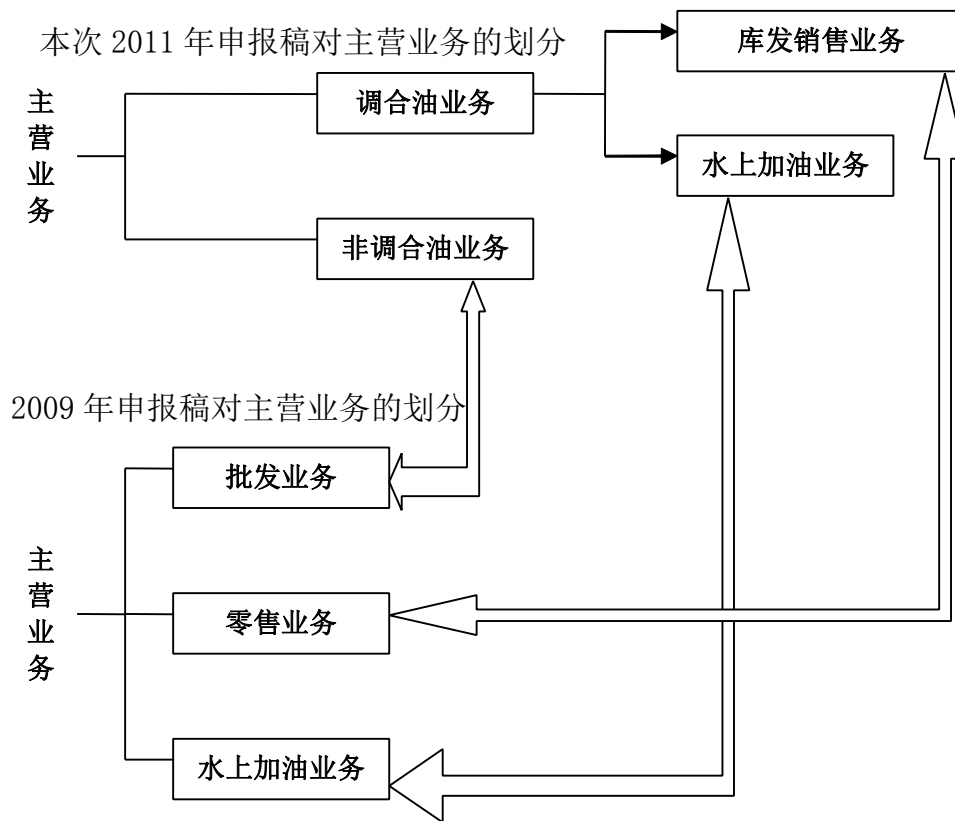 本次 2011 年申报稿对主营业务的划分
库发销售业务
主营业务
调合油业务
水上加油业务
非调合油业务
2009 年申报稿对主营业务的划分
批发业务
主营业务
零售业务
水上加油业务